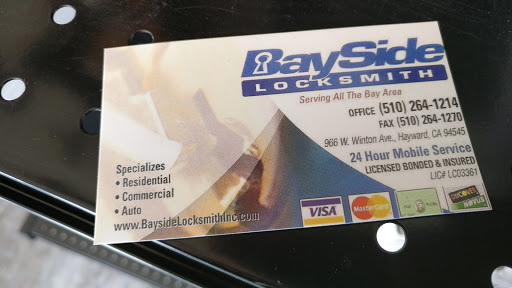 BaySide
LOCKSMITH
Serving All The Bay Area
OFFICE (510) 264-1214
FAX (510) 264-1270
966 W. Winton Ave., Hayward, CA 94545
24 Hour Mobile Service
LICENSED BONDED & INSURED
LIC# LC03361
Specializes
• Residential
• Commercial
• Auto
www.BaysideLocksmithInc.com
VISA
MasterCard
DISCOVER
NOVUS